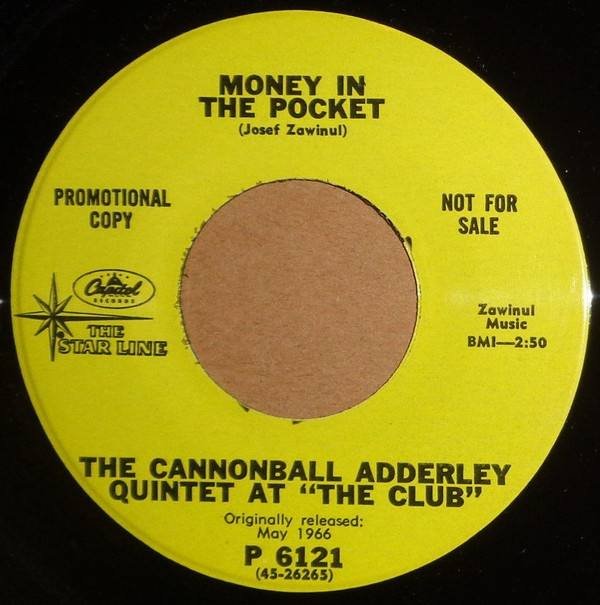 MONEY IN
THE POCKET
(Josef Zawinul)
PROMOTIONAL
COPY
NOT FOR
SALE
Capitol
RECORDS
THE
STAR LINE
Zawinul
Music
BMI—2:50
THE CANNONBALL ADDERLEY
QUINTET AT "THE CLUB"
Originally released:
May 1966
P 6121
(45-26265)